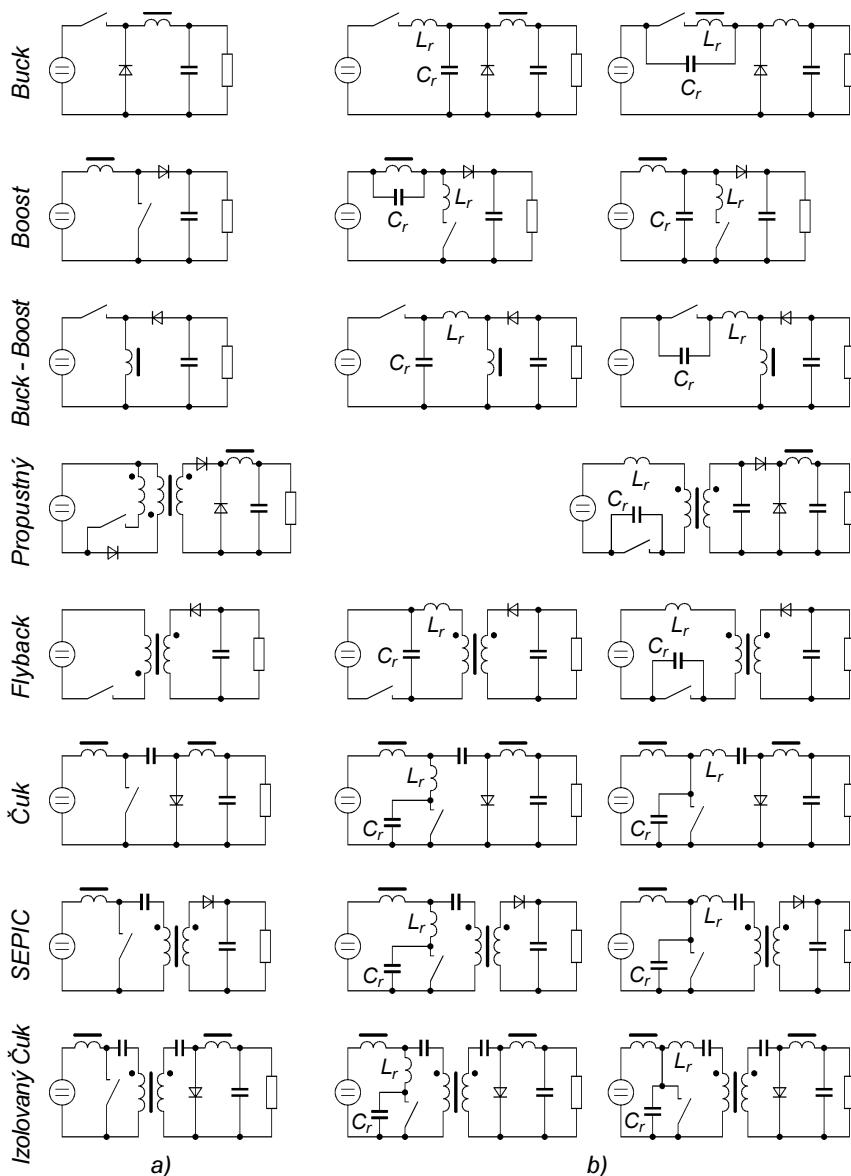 Buck
L_r
C_r
L_r
C_r
Boost
C_r
L_r
C_r
L_r
Buck - Boost
C_r
L_r
L_r
C_r
Propustný
L_r
C_r
Flyback
L_r
C_r
L_r
C_r
Čuk
L_r
C_r
L_r
C_r
SEPIC
L_r
C_r
L_r
C_r
Izolovaný Čuk
L_r
C_r
L_r
C_r
a)
b)